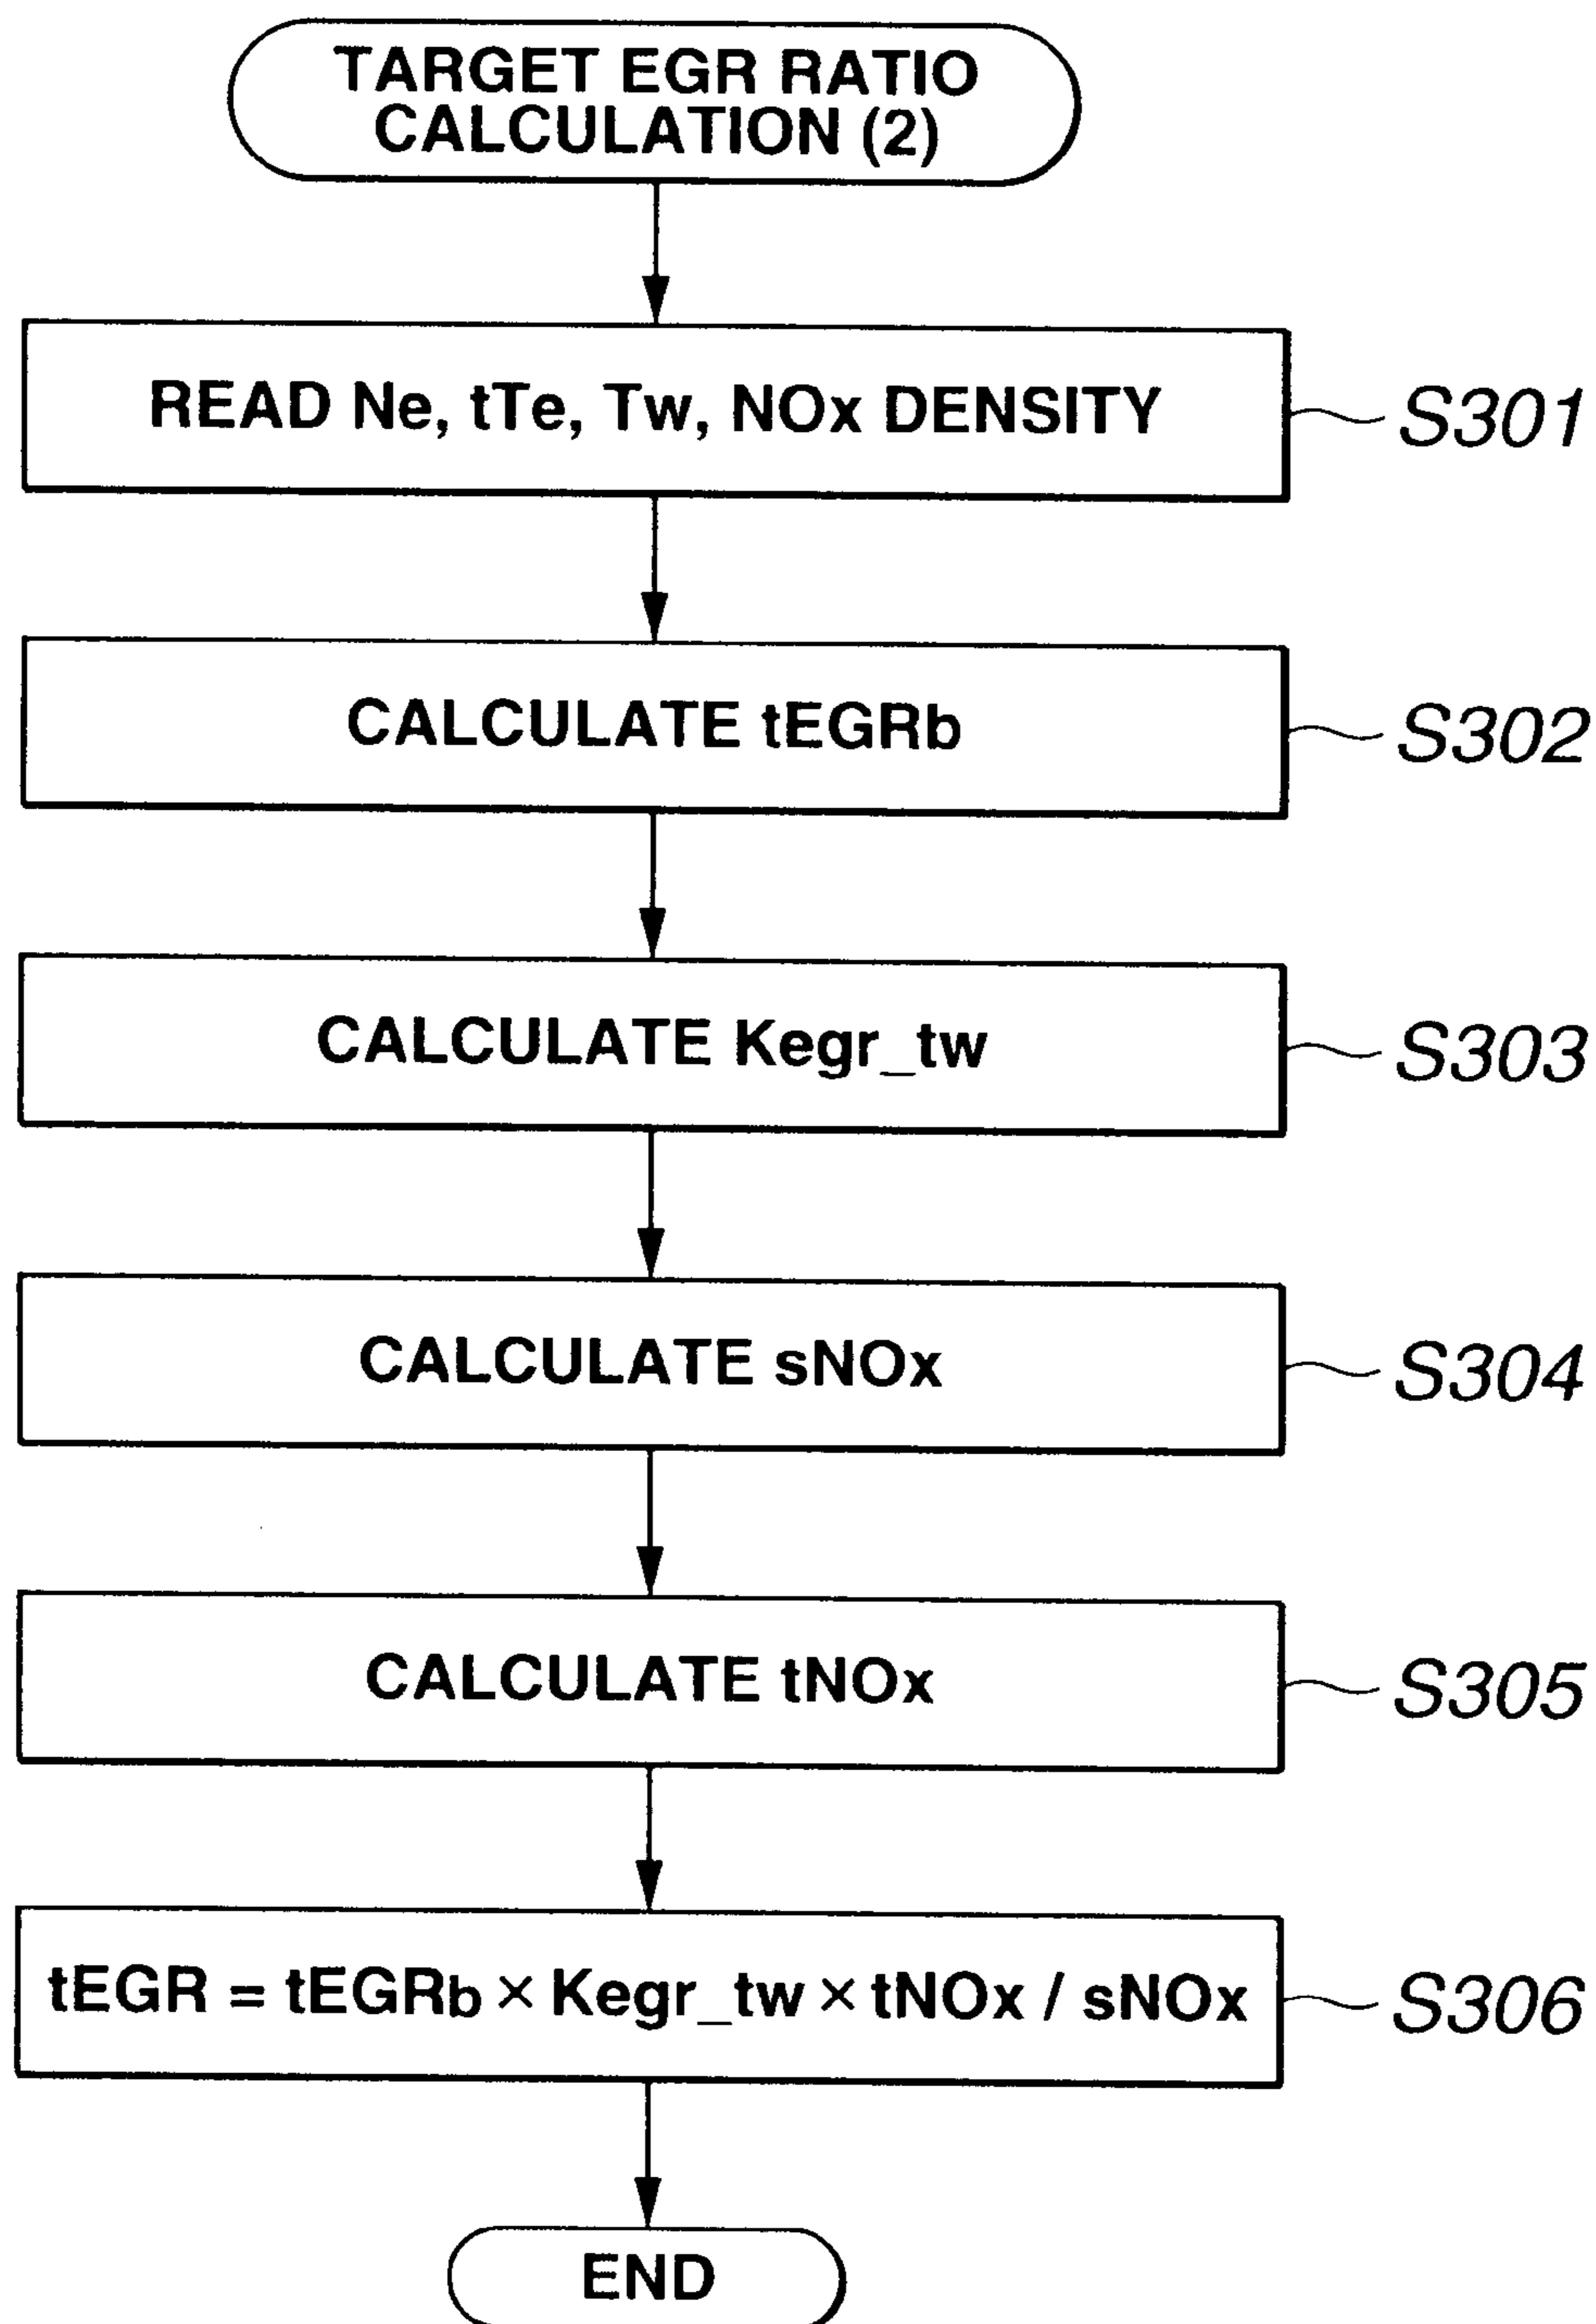 TARGET EGR RATIO
CALCULATION (2)
READ Ne, tTe, Tw, NOx DENSITY
S301
CALCULATE tEGRb
S302
CALCULATE Kegr_tw
S303
CALCULATE sNOx
S304
CALCULATE tNOx
S305
tEGR = tEGRb × Kegr_tw × tNOx / sNOx
S306
END